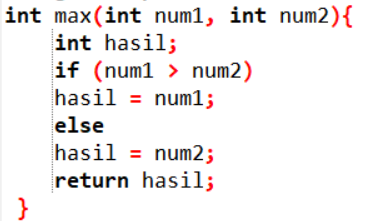 int max(int num1, int num2){
int hasil;
if (num1 > num2)
hasil = num1;
else
hasil = num2;
return hasil;
}